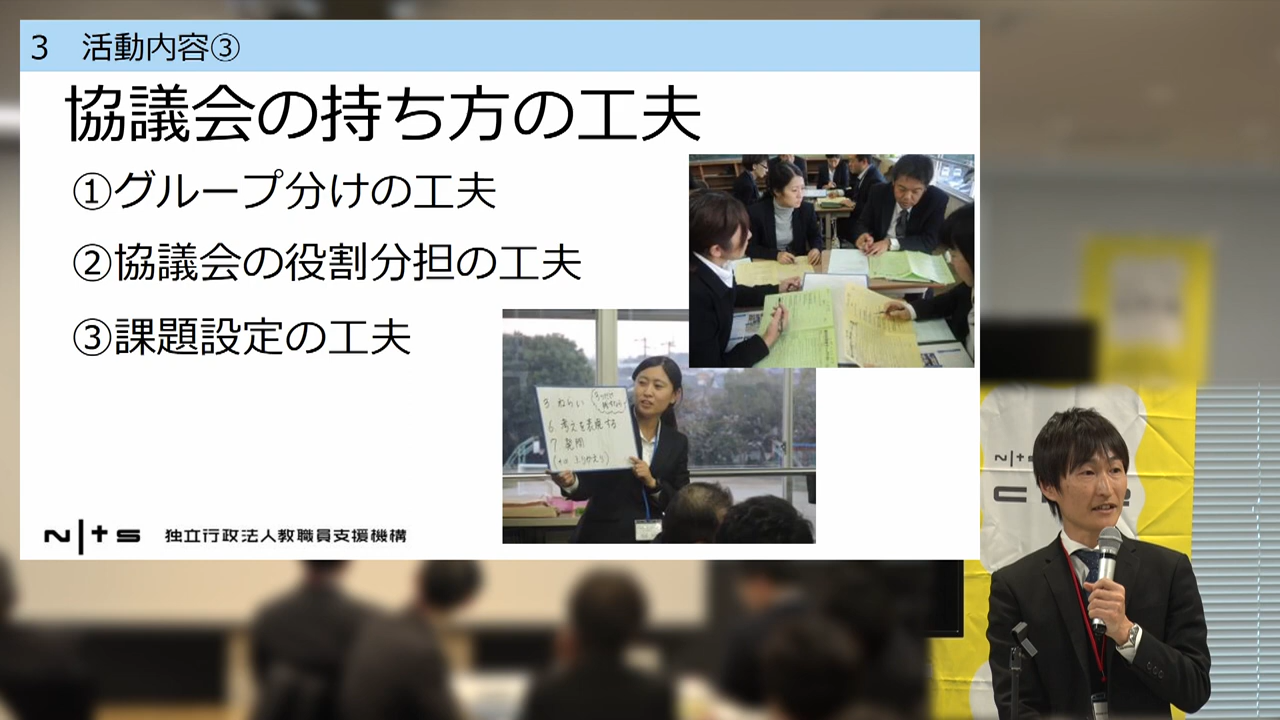 3　活動内容③
協議会の持ち方の工夫
①グループ分けの工夫
②協議会の役割分担の工夫
③課題設定の工夫
3 ねらい
6 考えを表現する
7 発問
N|ts 独立行政法人教職員支援機構